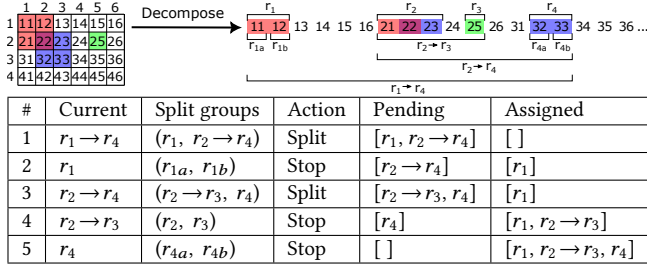 1 2 3 4 5 6
1 11 12 13 14 15 16
2 21 22 23 24 25 26
3 31 32 33 34 35 36
4 41 42 43 44 45 46
Decompose
r1 r2 r3 r4
11 12 13 14 15 16 21 22 23 24 25 26 31 32 33 34 35 36 ...
r1a r1b r2→r3 r4a r4b
r2→r4
r1→r4
# Current Split groups Action Pending Assigned
1 r1→r4 (r1, r2→r4) Split [r1, r2→r4] [ ]
2 r1 (r1a, r1b) Stop [r2→r4] [r1]
3 r2→r4 (r2→r3, r4) Split [r2→r3, r4] [r1]
4 r2→r3 (r2, r3) Stop [r4] [r1, r2→r3]
5 r4 (r4a, r4b) Stop [ ] [r1, r2→r3, r4]